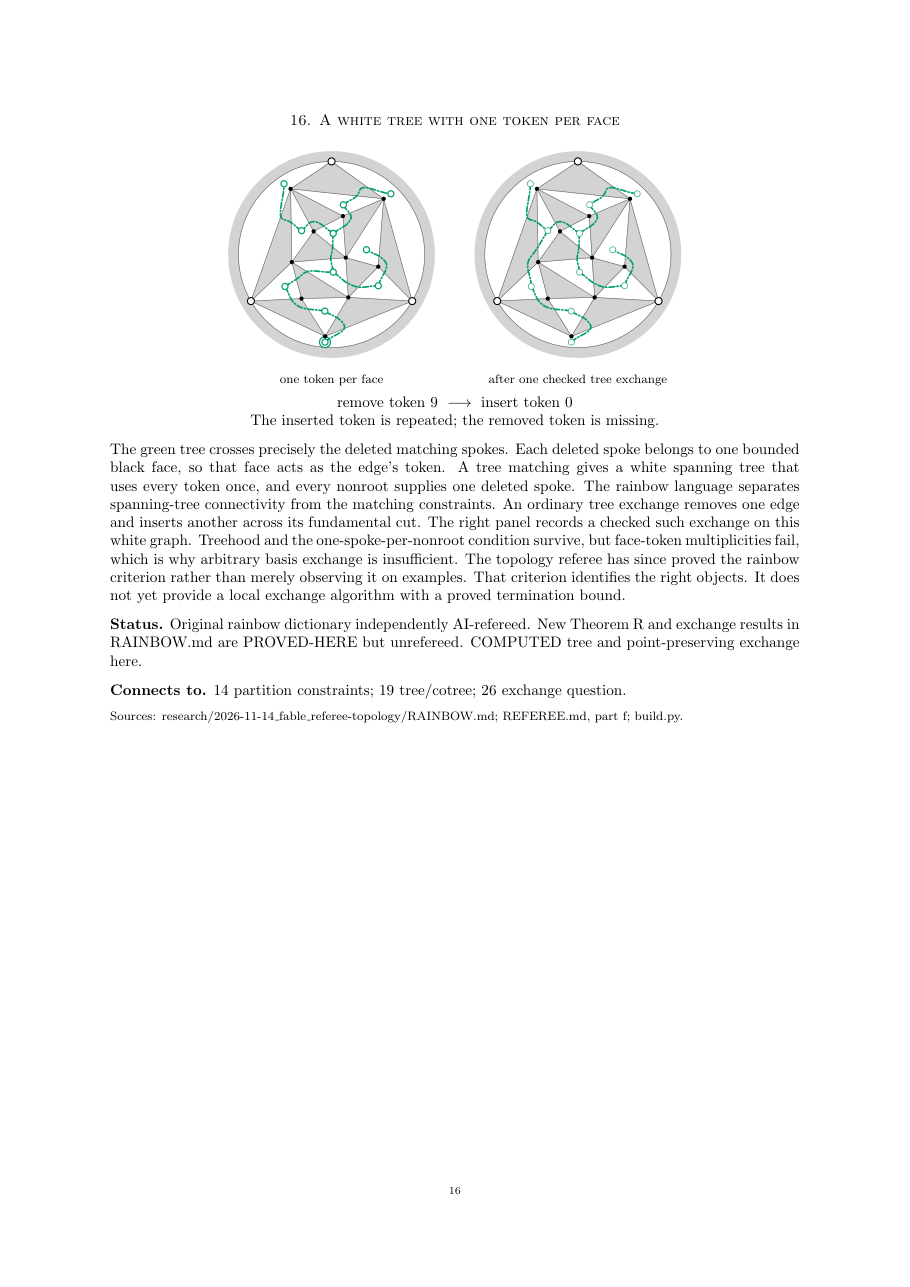 16. A WHITE TREE WITH ONE TOKEN PER FACE
one token per face
after one checked tree exchange
remove token 9 ⟶ insert token 0
The inserted token is repeated; the removed token is missing.
The green tree crosses precisely the deleted matching spokes. Each deleted spoke belongs to one bounded
black face, so that face acts as the edge's token. A tree matching gives a white spanning tree that
uses every token once, and every nonroot supplies one deleted spoke. The rainbow language separates
spanning-tree connectivity from the matching constraints. An ordinary tree exchange removes one edge
and inserts another across its fundamental cut. The right panel records a checked such exchange on this
white graph. Treehood and the one-spoke-per-nonroot condition survive, but face-token multiplicities fail,
which is why arbitrary basis exchange is insufficient. The topology referee has since proved the rainbow
criterion rather than merely observing it on examples. That criterion identifies the right objects. It does
not yet provide a local exchange algorithm with a proved termination bound.
Status. Original rainbow dictionary independently AI-refereed. New Theorem R and exchange results in
RAINBOW.md are PROVED-HERE but unrefereed. COMPUTED tree and point-preserving exchange
here.
Connects to. 14 partition constraints; 19 tree/cotree; 26 exchange question.
Sources: research/2026-11-14_fable_referee-topology/RAINBOW.md; REFEREE.md, part f; build.py.
16